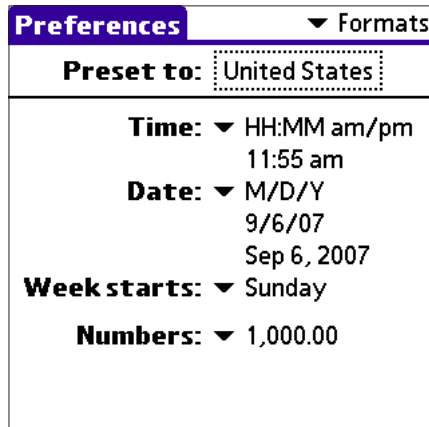 Preferences
Formats
Preset to: United States
Time: HH:MM am/pm
11:55 am
Date: M/D/Y
9/6/07
Sep 6, 2007
Week starts: Sunday
Numbers: 1,000.00